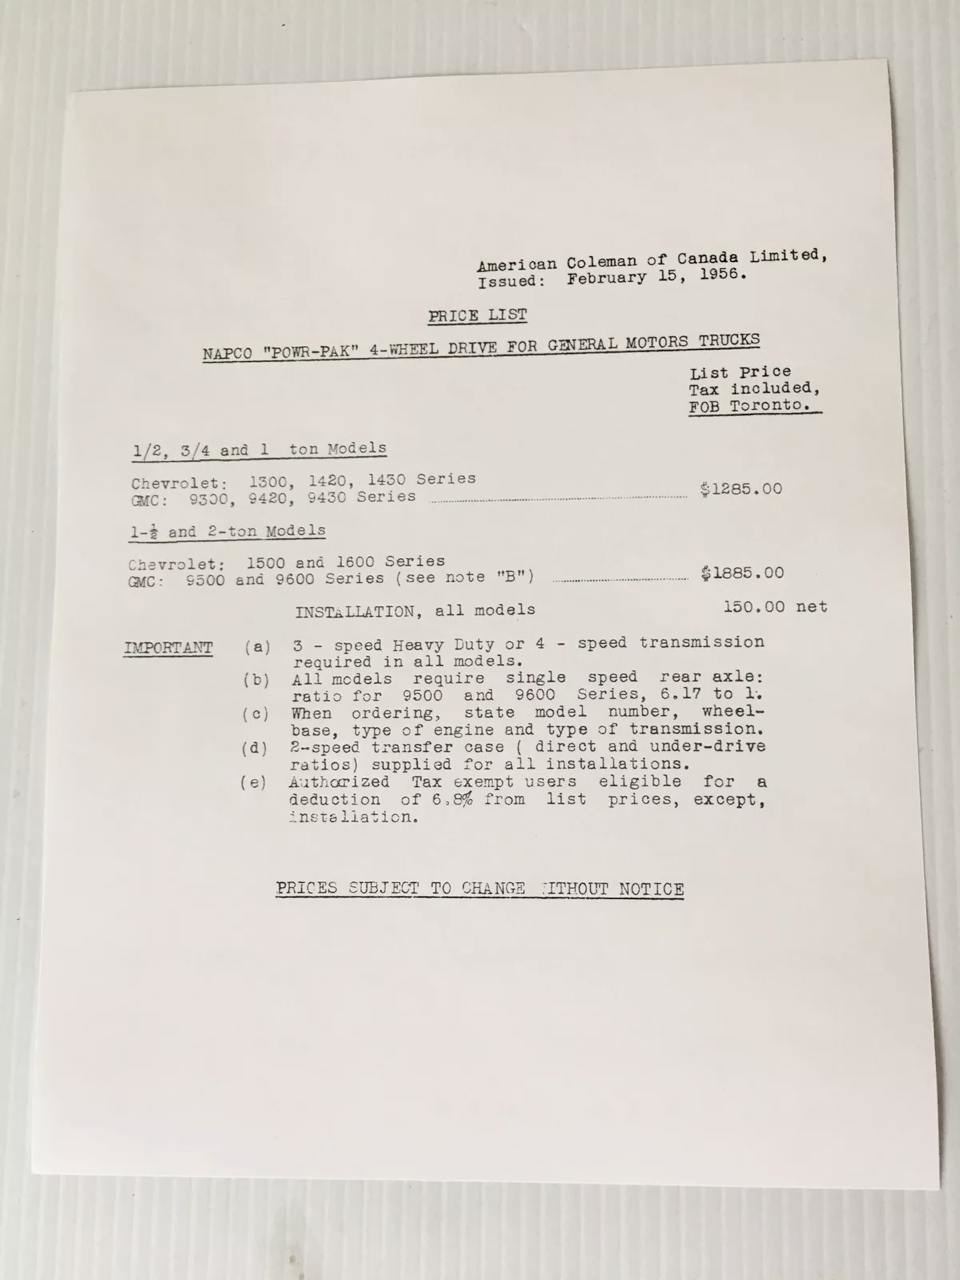 American Coleman of Canada Limited,
Issued: February 15, 1956.
PRICE LIST
NAPCO "POWR-PAK" 4-WHEEL DRIVE FOR GENERAL MOTORS TRUCKS
List Price
Tax included,
FOB Toronto.
1/2, 3/4 and 1 ton Models
Chevrolet: 1300, 1420, 1430 Series
GMC: 9300, 9420, 9430 Series ........ $1285.00
1-½ and 2-ton Models
Chevrolet: 1500 and 1600 Series
GMC: 9500 and 9600 Series (see note "B") ........ $1885.00
INSTALLATION, all models 150.00 net
IMPORTANT (a) 3 - speed Heavy Duty or 4 - speed transmission
required in all models.
(b) All models require single speed rear axle:
ratio for 9500 and 9600 Series, 6.17 to 1.
(c) When ordering, state model number, wheel-
base, type of engine and type of transmission.
(d) 2-speed transfer case ( direct and under-drive
ratios) supplied for all installations.
(e) Authorized Tax exempt users eligible for a
deduction of 6.8% from list prices, except,
installation.
PRICES SUBJECT TO CHANGE WITHOUT NOTICE